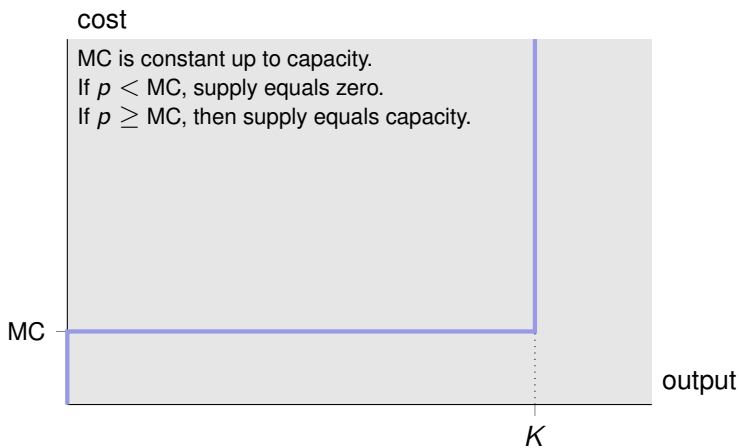 cost
MC is constant up to capacity.
If p < MC, supply equals zero.
If p ≥ MC, then supply equals capacity.
MC
output
K